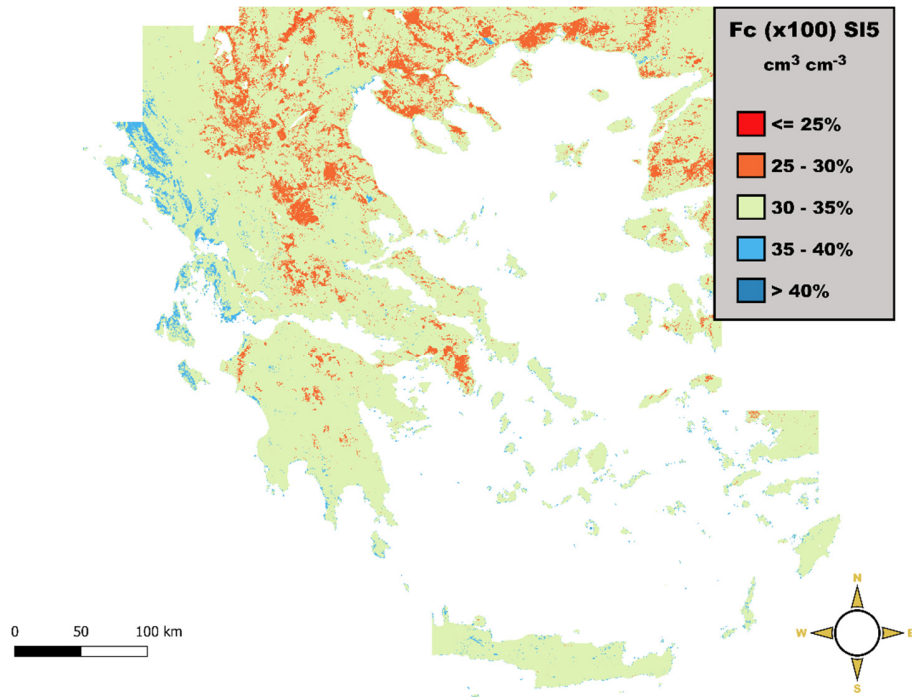 Fc (x100) SI5
cm³ cm⁻³
<= 25%
25 - 30%
30 - 35%
35 - 40%
> 40%
0 50 100 km
N
W E
S